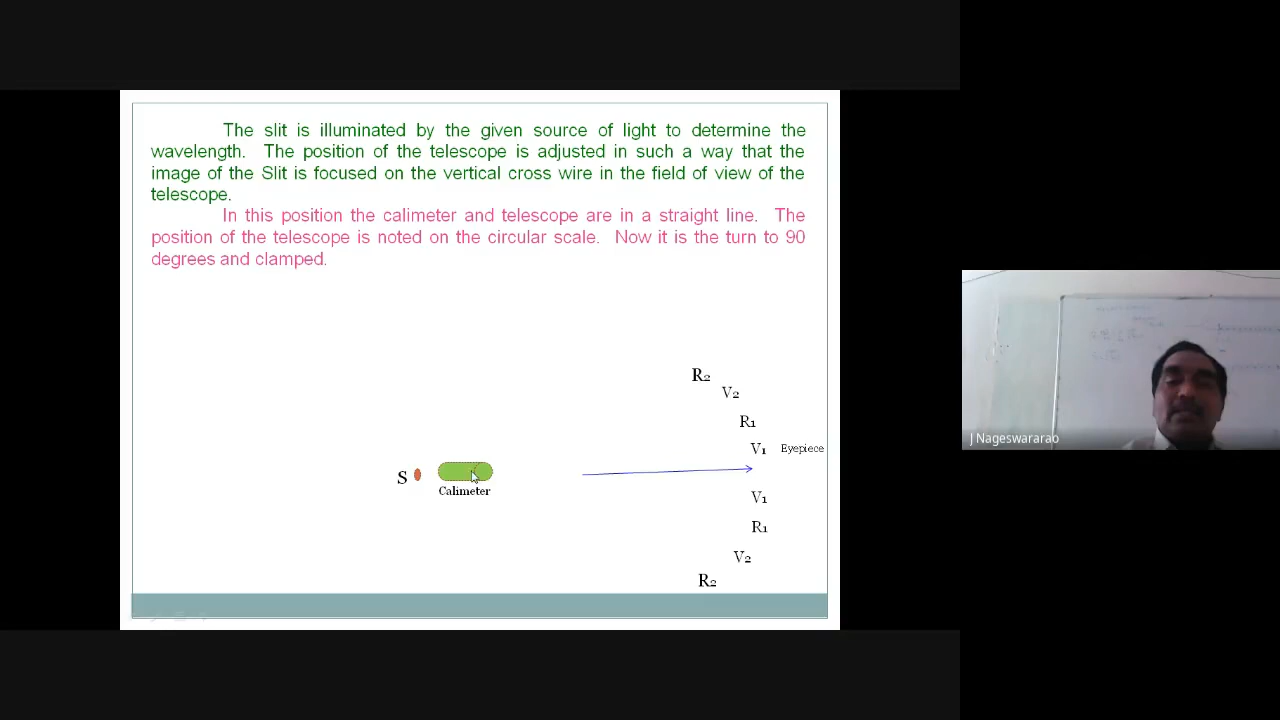 The slit is illuminated by the given source of light to determine the
wavelength. The position of the telescope is adjusted in such a way that the
image of the Slit is focused on the vertical cross wire in the field of view of the
telescope.
In this position the calimeter and telescope are in a straight line. The
position of the telescope is noted on the circular scale. Now it is the turn to 90
degrees and clamped.
R2
V2
R1
V1 Eyepiece
S
Calimeter
V1
R1
V2
R2
J Nageswararao